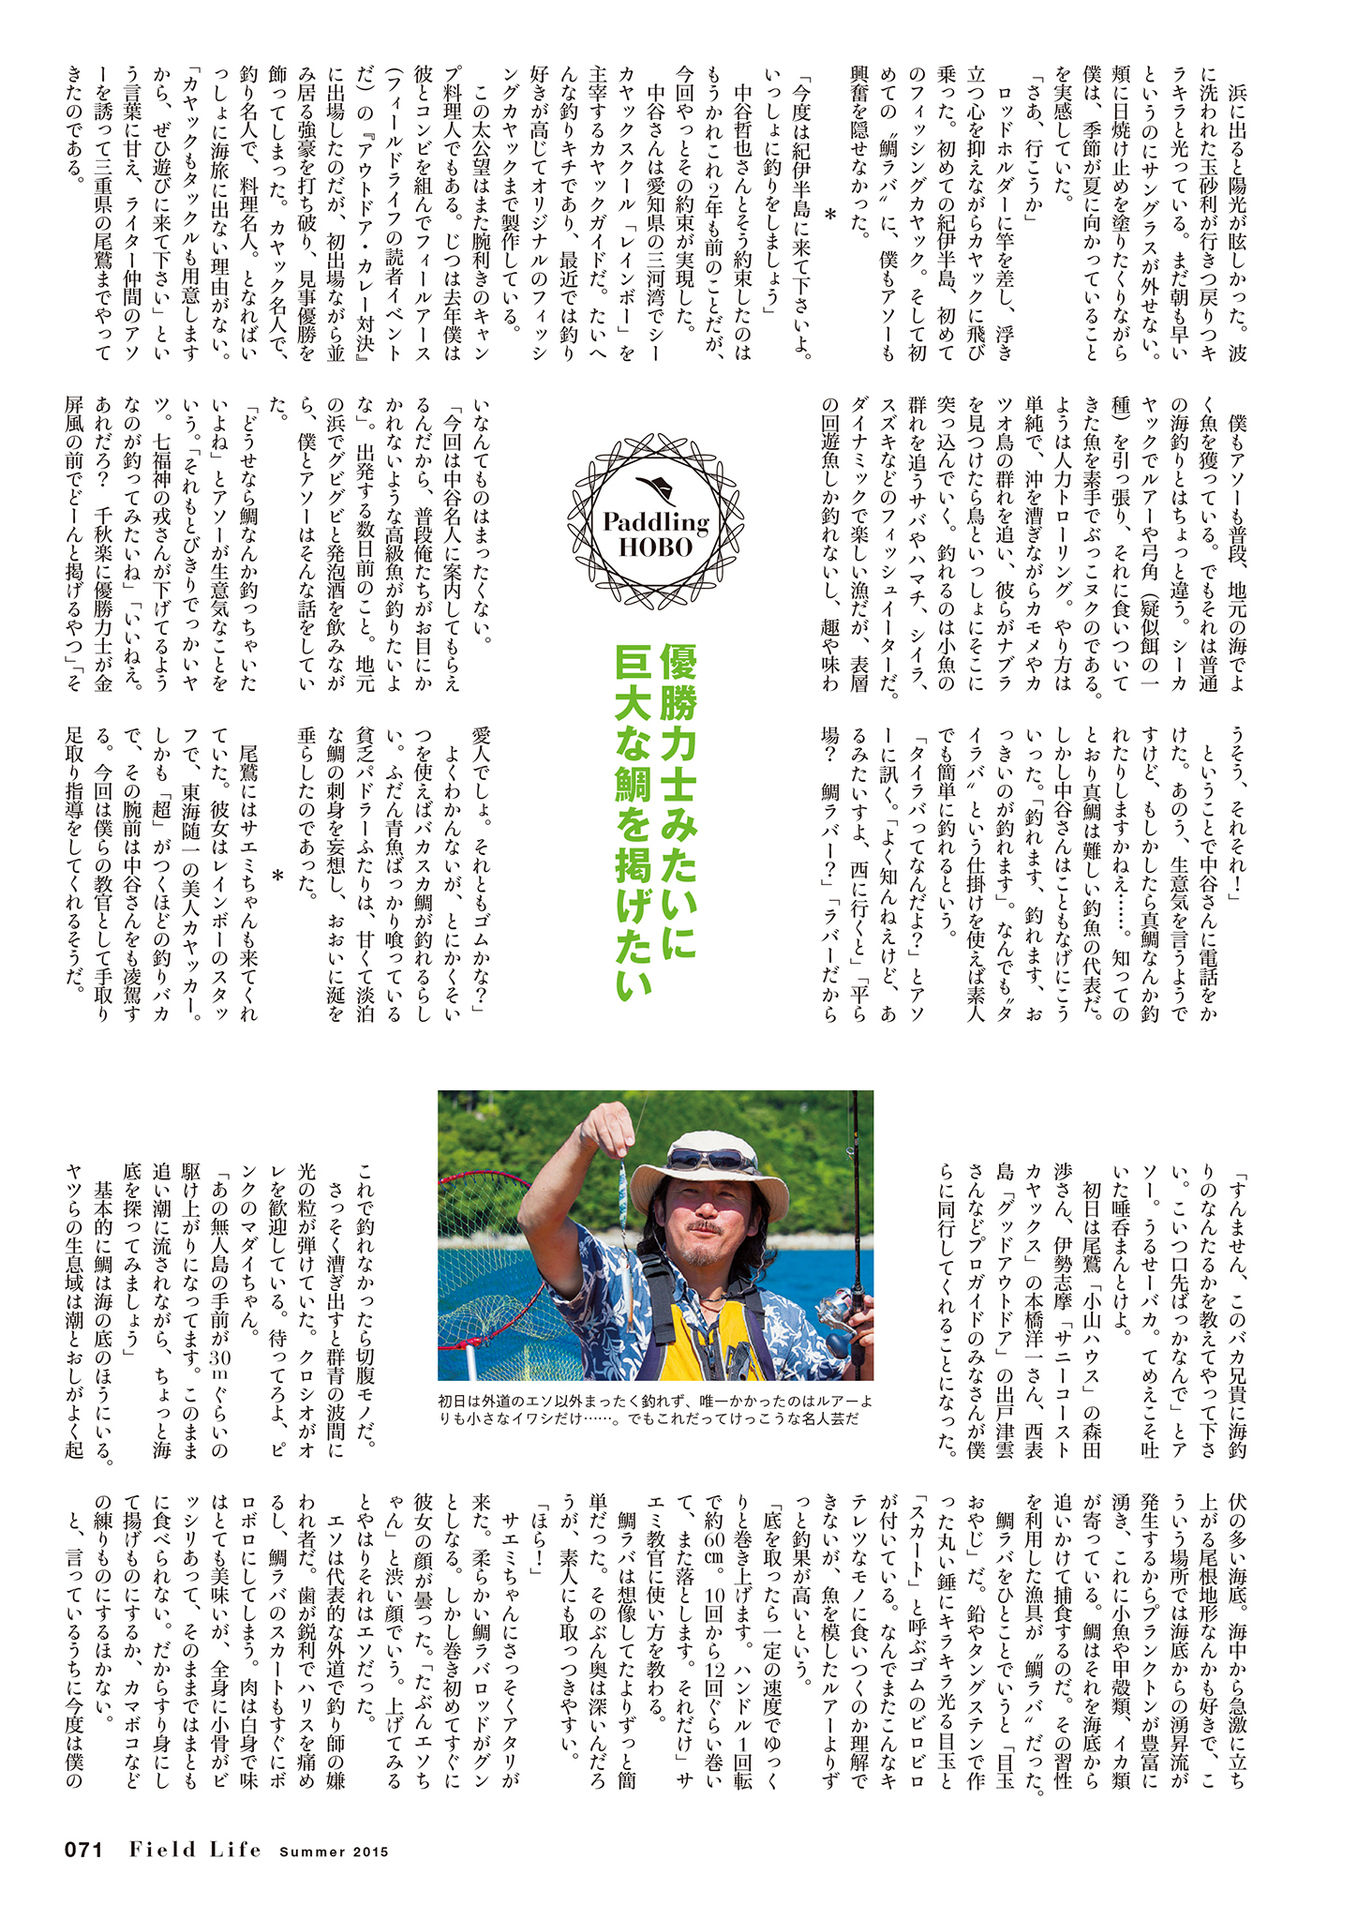 浜に出ると陽光が眩しかった。波
に洗われた玉砂利が行きつ戻りつキ
ラキラと光っている。まだ朝も早い
というのにサングラスが外せない。
頬に日焼け止めを塗りたくりながら
僕は、季節が夏に向かっていること
を実感していた。
「さあ、行こうか」
ロッドホルダーに竿を差し、浮き
立つ心を抑えながらカヤックに飛び
乗った。初めての紀伊半島、初めて
のフィッシングカヤック。そして初
めての〝鯛ラバ〟に、僕もアソーも
興奮を隠せなかった。
＊
「今度は紀伊半島に来て下さいよ。
いっしょに釣りをしましょう」
中谷哲也さんとそう約束したのは
もうかれこれ2年も前のことだが、
今回やっとその約束が実現した。
中谷さんは愛知県の三河湾でシー
カヤックスクール「レインボー」を
主宰するカヤックガイドだ。たいへ
んな釣りキチであり、最近では釣り
好きが高じてオリジナルのフィッシ
ングカヤックまで製作している。
この太公望はまた腕利きのキャン
プ料理人でもある。じつは去年僕は
彼とコンビを組んでフィールアース
（フィールドライフの読者イベント
だ）の『アウトドア・カレー対決』
に出場したのだが、初出場ながら並
み居る強豪を打ち破り、見事優勝を
飾ってしまった。カヤック名人で、
釣り名人で、料理名人。となればい
っしょに海旅に出ない理由がない。
「カヤックもタックルも用意します
から、ぜひ遊びに来て下さい」とい
う言葉に甘え、ライター仲間のアソ
ーを誘って三重県の尾鷲までやって
きたのである。
僕もアソーも普段、地元の海でよ
く魚を獲っている。でもそれは普通
の海釣りとはちょっと違う。シーカ
ヤックでルアーや弓角（疑似餌の一
種）を引っ張り、それに食いついて
きた魚を素手でぶっこヌクのである。
ようは人力トローリング。やり方は
単純で、沖を漕ぎながらカモメやカ
ツオ鳥の群れを追い、彼らがナブラ
を見つけたら鳥といっしょにそこに
突っ込んでいく。釣れるのは小魚の
群れを追うサバやハマチ、シイラ、
スズキなどのフィッシュイーターだ。
ダイナミックで楽しい漁だが、表層
の回遊魚しか釣れないし、趣や味わ
いなんてものはまったくない。
「今回は中谷名人に案内してもらえ
るんだから、普段俺たちがお目にか
かれないような高級魚が釣りたいよ
な」。出発する数日前のこと。地元
の浜でグビグビと発泡酒を飲みなが
ら、僕とアソーはそんな話をしてい
た。
「どうせなら鯛なんか釣っちゃいた
いよね」とアソーが生意気なことを
いう。「それもとびきりでっかいヤ
ツ。七福神の戎さんが下げてるよう
なのが釣ってみたいね」「いいねえ。
あれだろ？　千秋楽に優勝力士が金
屏風の前でどーんと掲げるやつ」「そ
Paddling
HOBO
優勝力士みたいに
巨大な鯛を掲げたい
うそう、それそれ！」
ということで中谷さんに電話をか
けた。あのう、生意気を言うようで
すけど、もしかしたら真鯛なんか釣
れたりしますかねえ……。知っての
とおり真鯛は難しい釣魚の代表だ。
しかし中谷さんはこともなげにこう
いった。「釣れます、釣れます、お
っきいのが釣れます」。なんでも〝タ
イラバ〟という仕掛けを使えば素人
でも簡単に釣れるという。
「タイラバってなんだよ？」とアソ
ーに訊く。「よく知んねえけど、あ
るみたいすよ、西に行くと」「平ら
場？　鯛ラバー？」「ラバーだから
愛人でしょ。それともゴムかな？」
よくわかんないが、とにかくそい
つを使えばバカスカ鯛が釣れるらし
い。ふだん青魚ばっかり喰っている
貧乏パドラーふたりは、甘くて淡泊
な鯛の刺身を妄想し、おおいに涎を
垂らしたのであった。
＊
尾鷲にはサエミちゃんも来てくれ
ていた。彼女はレインボーのスタッ
フで、東海随一の美人カヤッカー。
しかも「超」がつくほどの釣りバカ
で、その腕前は中谷さんをも凌駕す
る。今回は僕らの教官として手取り
足取り指導をしてくれるそうだ。
「すんません、このバカ兄貴に海釣
りのなんたるかを教えてやって下さ
い。こいつ口先ばっかなんで」とア
ソー。うるせーバカ。てめえこそ吐
いた唾呑まんとけよ。
初日は尾鷲「小山ハウス」の森田
渉さん、伊勢志摩「サニーコースト
カヤックス」の本橋洋一さん、西表
島「グッドアウトドア」の出戸津雲
さんなどプロガイドのみなさんが僕
らに同行してくれることになった。
これで釣れなかったら切腹モノだ。
さっそく漕ぎ出すと群青の波間に
光の粒が弾けていた。クロシオがオ
レを歓迎している。待ってろよ、ピ
ンクのマダイちゃん。
「あの無人島の手前が30mぐらいの
駆け上がりになってます。このまま
追い潮に流されながら、ちょっと海
底を探ってみましょう」
基本的に鯛は海の底のほうにいる。
ヤツらの生息域は潮とおしがよく起
初日は外道のエソ以外まったく釣れず、唯一かかったのはルアーよ
りも小さなイワシだけ……。でもこれだってけっこうな名人芸だ
伏の多い海底。海中から急激に立ち
上がる尾根地形なんかも好きで、こ
ういう場所では海底からの湧昇流が
発生するからプランクトンが豊富に
湧き、これに小魚や甲殻類、イカ類
が寄っている。鯛はそれを海底から
追いかけて捕食するのだ。その習性
を利用した漁具が〝鯛ラバ〟だった。
鯛ラバをひとことでいうと「目玉
おやじ」だ。鉛やタングステンで作
った丸い錘にキラキラ光る目玉と
「スカート」と呼ぶゴムのビロビロ
が付いている。なんでまたこんなキ
テレツなモノに食いつくのか理解で
きないが、魚を模したルアーよりず
っと釣果が高いという。
「底を取ったら一定の速度でゆっく
りと巻き上げます。ハンドル1回転
で約60㎝。10回から12回ぐらい巻い
て、また落とします。それだけ」サ
エミ教官に使い方を教わる。
鯛ラバは想像してたよりずっと簡
単だった。そのぶん奥は深いんだろ
うが、素人にも取っつきやすい。
「ほら！」
サエミちゃんにさっそくアタリが
来た。柔らかい鯛ラバロッドがグン
としなる。しかし巻き初めてすぐに
彼女の顔が曇った。「たぶんエソち
ゃん」と渋い顔でいう。上げてみる
とやはりそれはエソだった。
エソは代表的な外道で釣り師の嫌
われ者だ。歯が鋭利でハリスを痛め
るし、鯛ラバのスカートもすぐにボ
ロボロにしてしまう。肉は白身で味
はとても美味いが、全身に小骨がビ
ッシリあって、そのままではまとも
に食べられない。だからすり身にし
て揚げものにするか、カマボコなど
の練りものにするほかない。
と、言っているうちに今度は僕の
071 Field Life Summer 2015